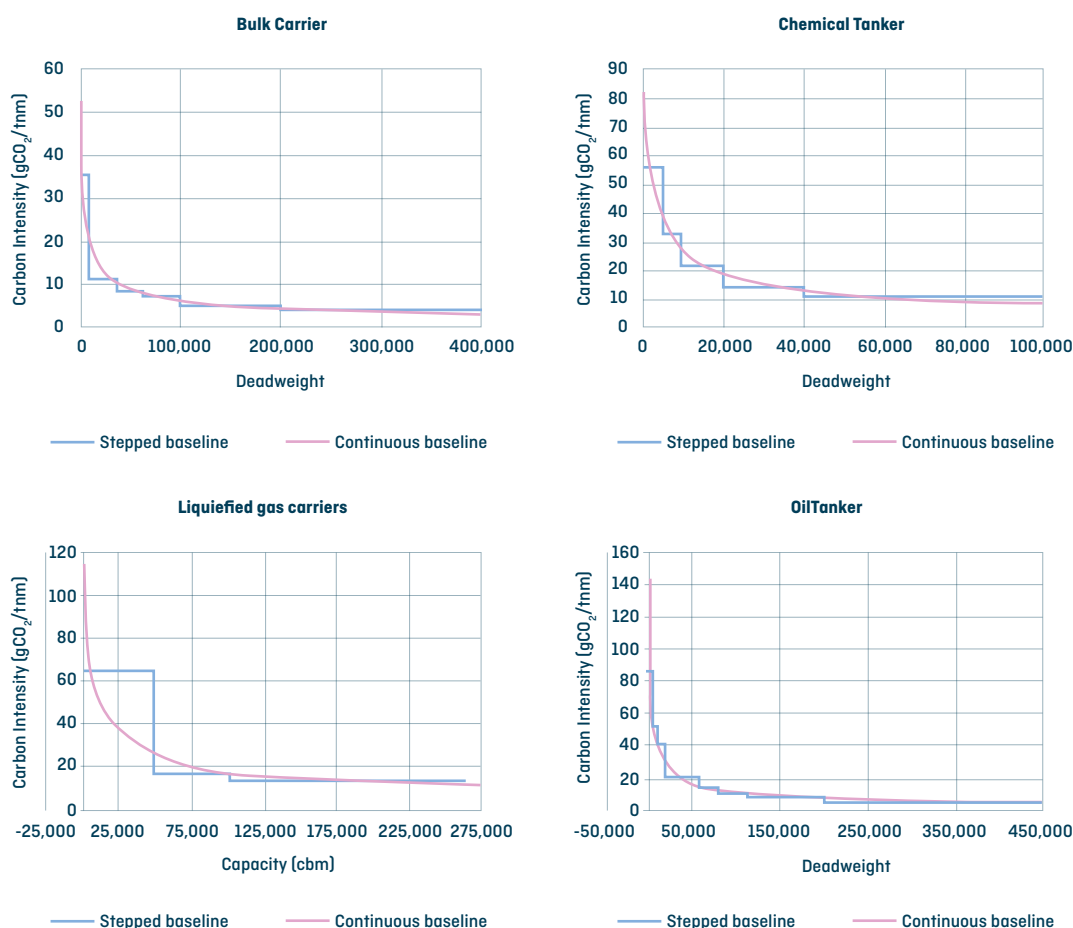 Bulk Carrier
Carbon Intensity (gCO₂/tnm)
60
50
40
30
20
10
0
0 100,000 200,000 300,000 400,000
Deadweight
Stepped baseline Continuous baseline
Chemical Tanker
Carbon Intensity (gCO₂/tnm)
90
80
70
60
50
40
30
20
10
0
0 20,000 40,000 60,000 80,000 100,000
Deadweight
Stepped baseline Continuous baseline
Liquiefied gas carriers
Carbon Intensity (gCO₂/tnm)
120
100
80
60
40
20
0
-25,000 25,000 75,000 125,000 175,000 225,000 275,000
Capacity (cbm)
Stepped baseline Continuous baseline
OilTanker
Carbon Intensity (gCO₂/tnm)
160
140
120
100
80
60
40
20
0
-50,000 50,000 150,000 250,000 350,000 450,000
Deadweight
Stepped baseline Continuous baseline